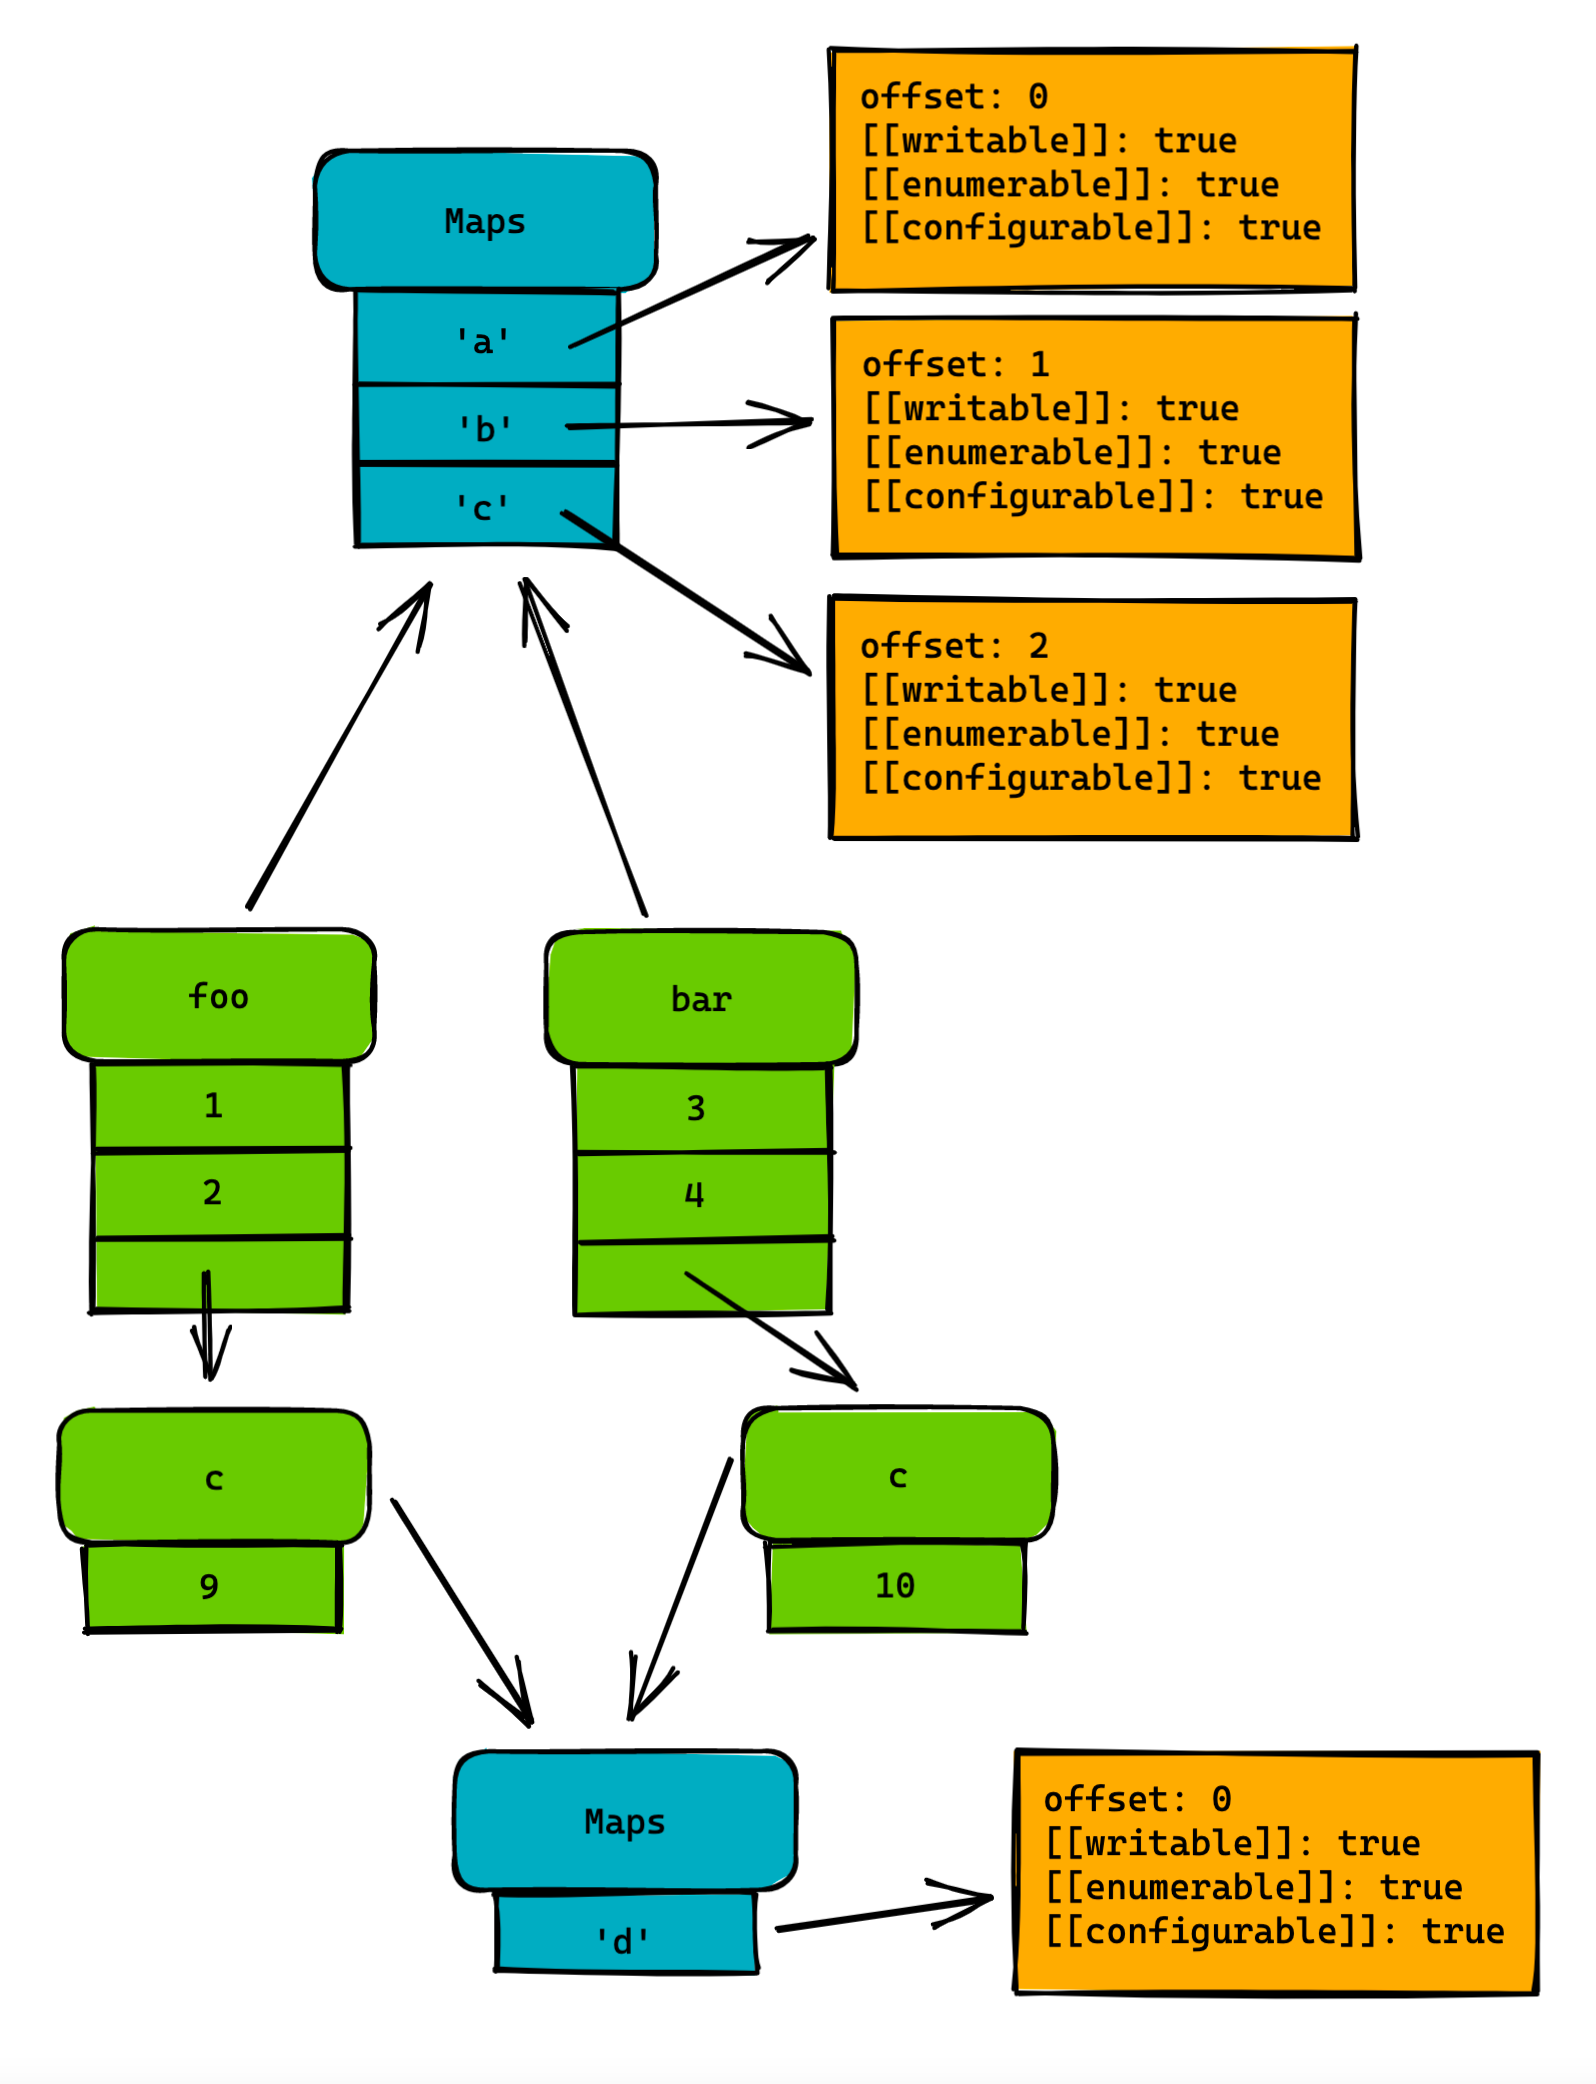 Maps
'a'
'b'
'c'
offset: 0
[[writable]]: true
[[enumerable]]: true
[[configurable]]: true
offset: 1
[[writable]]: true
[[enumerable]]: true
[[configurable]]: true
offset: 2
[[writable]]: true
[[enumerable]]: true
[[configurable]]: true
foo
1
2
bar
3
4
c
9
c
10
Maps
'd'
offset: 0
[[writable]]: true
[[enumerable]]: true
[[configurable]]: true